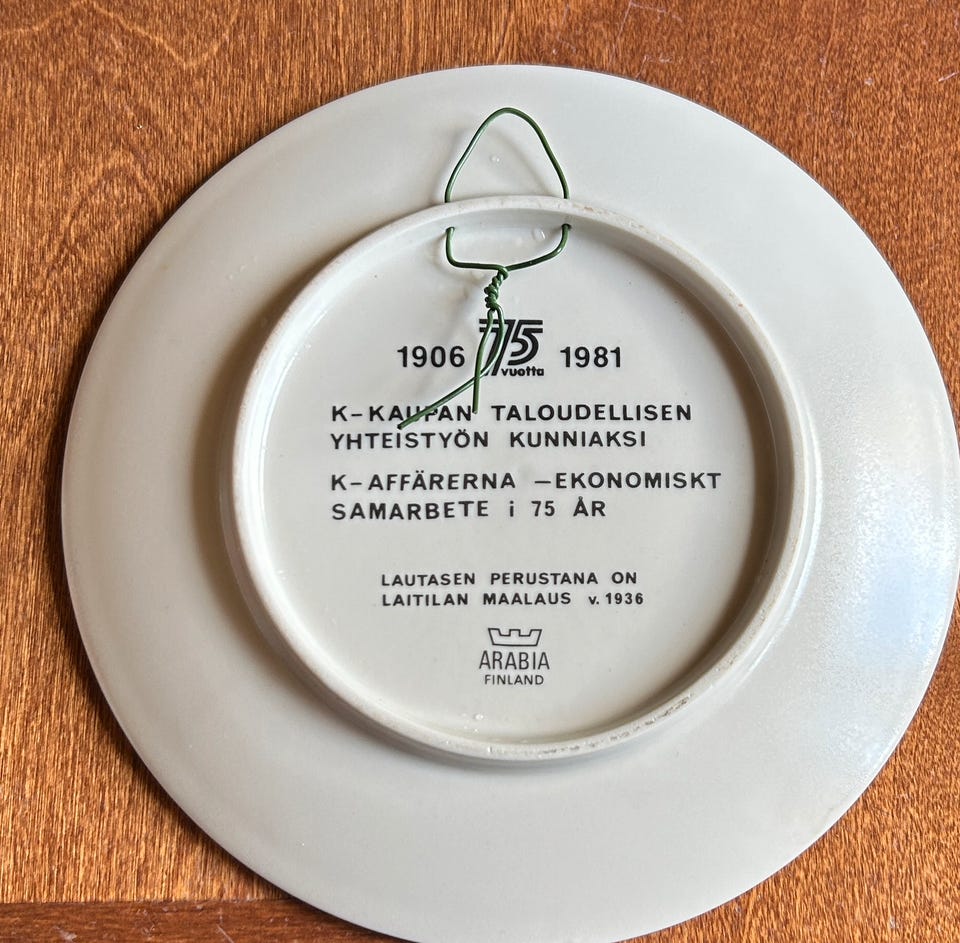 1906 75 vuotta 1981
K-KAUPAN TALOUDELLISEN
YHTEISTYÖN KUNNIAKSI
K-AFFÄRERNA -EKONOMISKT
SAMARBETE i 75 ÅR
LAUTASEN PERUSTANA ON
LAITILAN MAALAUS v. 1936
ARABIA
FINLAND